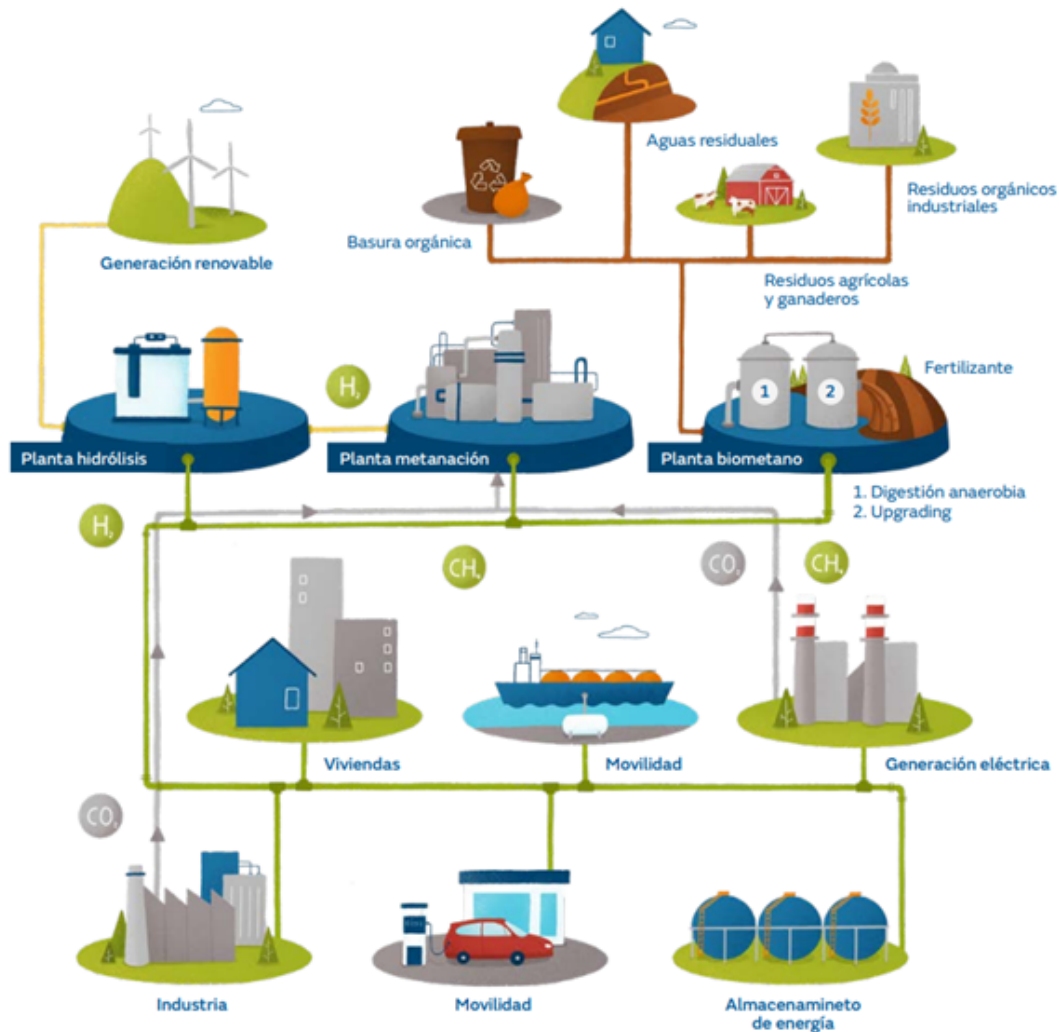 Aguas residuales
Generación renovable
Basura orgánica
Residuos orgánicos
industriales
Residuos agrícolas
y ganaderos
H₂
1
2
Fertilizante
Planta hidrólisis
Planta metanación
Planta biometano
1. Digestión anaerobia
2. Upgrading
H₂
CH₄
CO₂
CH₄
Viviendas
Movilidad
Generación eléctrica
CO₂
Industria
Movilidad
Almacenamineto
de energía